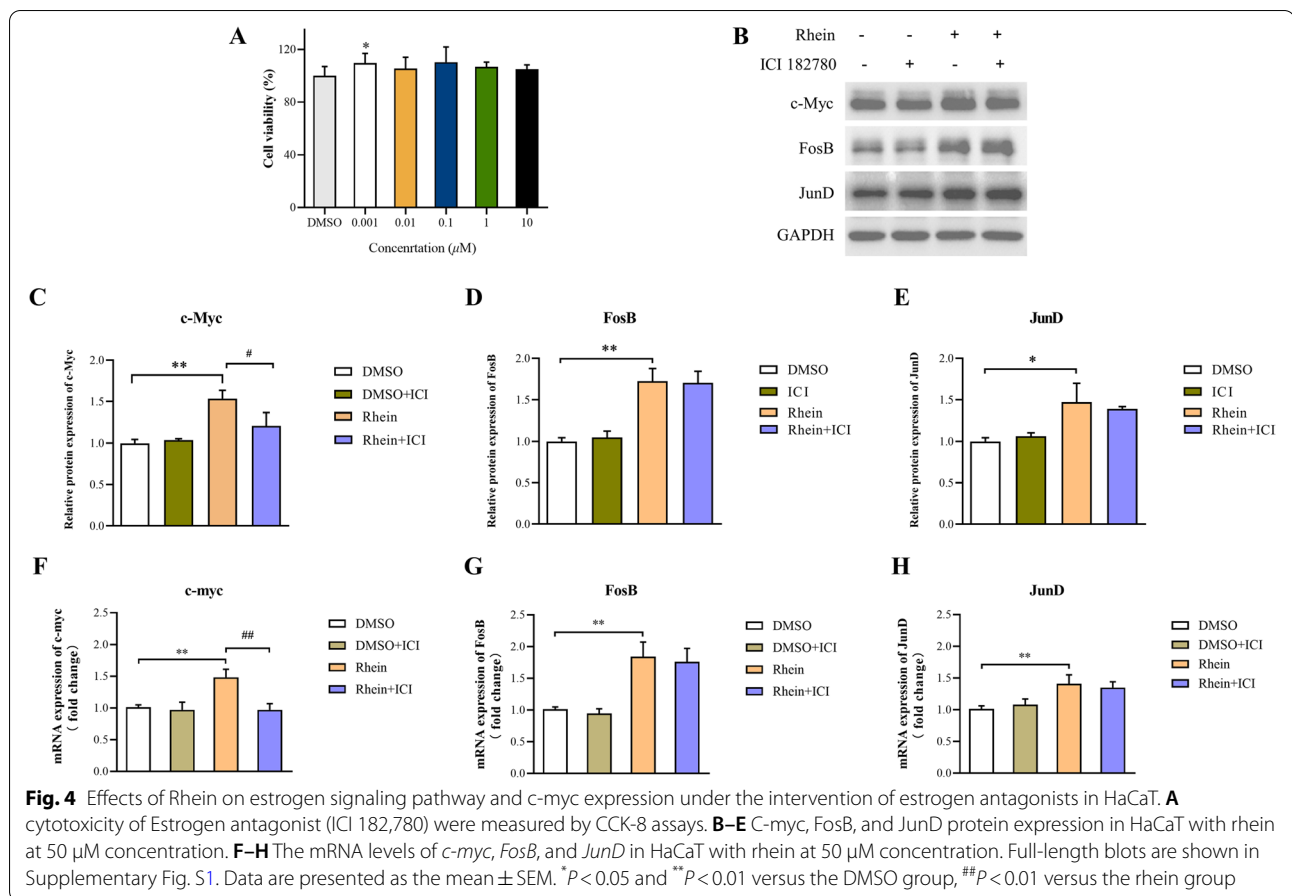 A
Cell viability (%)
120
80
40
0
*
DMSO 0.001 0.01 0.1 1 10
Concenrtation (μM)
B
Rhein - - + +
ICI 182780 - + - +
c-Myc
FosB
JunD
GAPDH
C
c-Myc
Relative protein expression of c-Myc
2.0
1.5
1.0
0.5
0.0
**
#
DMSO
DMSO+ICI
Rhein
Rhein+ICI
D
FosB
Relative protein expression of FosB
2.0
1.5
1.0
0.5
0.0
**
DMSO
ICI
Rhein
Rhein+ICI
E
JunD
Relative protein expression of JunD
2.0
1.5
1.0
0.5
0.0
*
DMSO
ICI
Rhein
Rhein+ICI
F
c-myc
mRNA expression of c-myc
( fold change)
2.5
2.0
1.5
1.0
0.5
0.0
**
##
DMSO
DMSO+ICI
Rhein
Rhein+ICI
G
FosB
mRNA expression of FosB
( fold change)
2.5
2.0
1.5
1.0
0.5
0.0
**
DMSO
DMSO+ICI
Rhein
Rhein+ICI
H
JunD
mRNA expression of JunD
( fold change)
2.5
2.0
1.5
1.0
0.5
0.0
**
DMSO
DMSO+ICI
Rhein
Rhein+ICI
Fig. 4 Effects of Rhein on estrogen signaling pathway and c-myc expression under the intervention of estrogen antagonists in HaCaT. A
cytotoxicity of Estrogen antagonist (ICI 182,780) were measured by CCK-8 assays. B–E C-myc, FosB, and JunD protein expression in HaCaT with rhein
at 50 μM concentration. F–H The mRNA levels of c-myc, FosB, and JunD in HaCaT with rhein at 50 μM concentration. Full-length blots are shown in
Supplementary Fig. S1. Data are presented as the mean ± SEM. *P < 0.05 and **P < 0.01 versus the DMSO group, ##P < 0.01 versus the rhein group